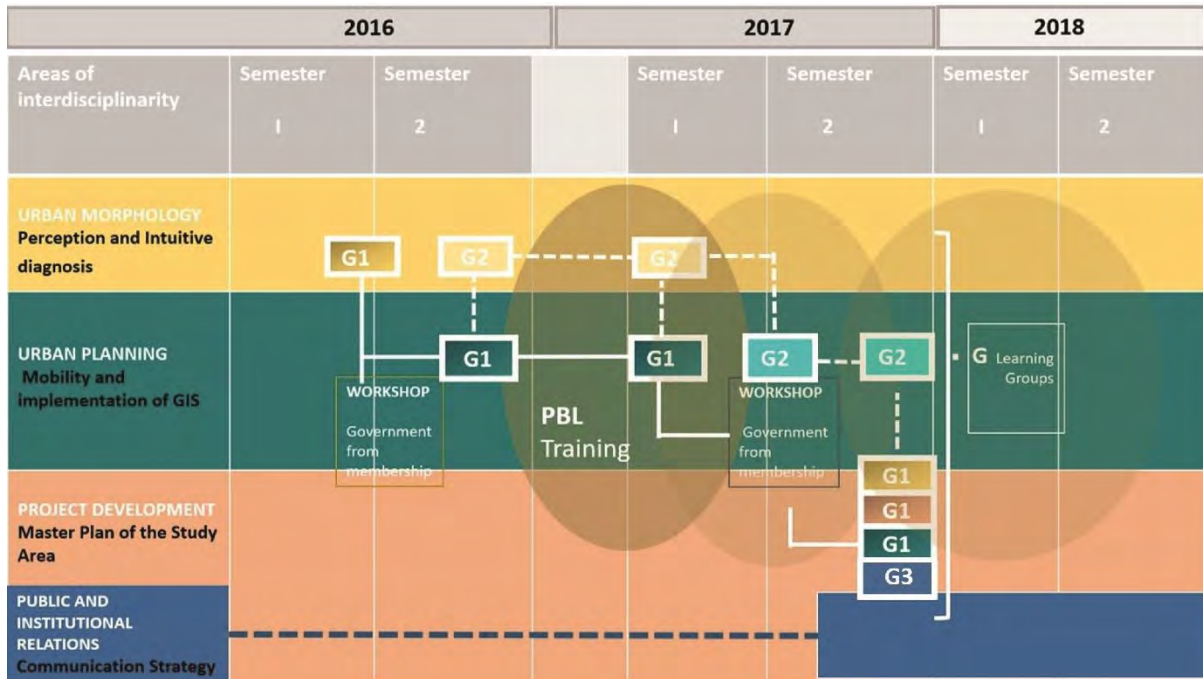 2016
2017
2018
Areas of
interdisciplinarity
Semester
I
Semester
2
Semester
I
Semester
2
Semester
I
Semester
2
URBAN MORPHOLOGY
Perception and Intuitive
diagnosis
G1
G2
G2
URBAN PLANNING
Mobility and
implementation of GIS
G1
G1
G2
G2
G Learning
Groups
WORKSHOP
Government
from
membership
PBL
Training
WORKSHOP
Government
from
membership
PROJECT DEVELOPMENT
Master Plan of the Study
Area
G1
G1
G1
G3
PUBLIC AND
INSTITUTIONAL
RELATIONS
Communication Strategy